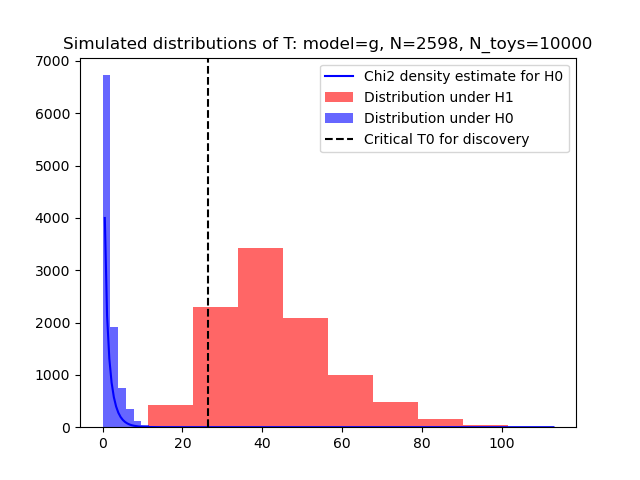 Simulated distributions of T: model=g, N=2598, N_toys=10000
7000
6000
5000
4000
3000
2000
1000
0
Chi2 density estimate for H0
Distribution under H1
Distribution under H0
Critical T0 for discovery
0 20 40 60 80 100